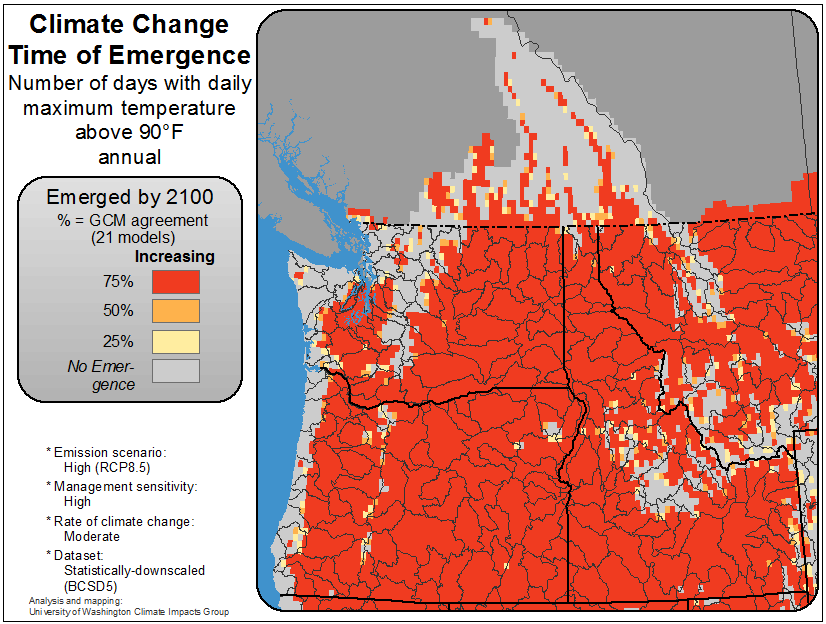 Climate Change
Time of Emergence
Number of days with daily
maximum temperature
above 90°F
annual
Emerged by 2100
% = GCM agreement
(21 models)
Increasing
75%
50%
25%
No Emer-
gence
* Emission scenario:
High (RCP8.5)
* Management sensitivity:
High
* Rate of climate change:
Moderate
* Dataset:
Statistically-downscaled
(BCSD5)
Analysis and mapping:
University of Washington Climate Impacts Group